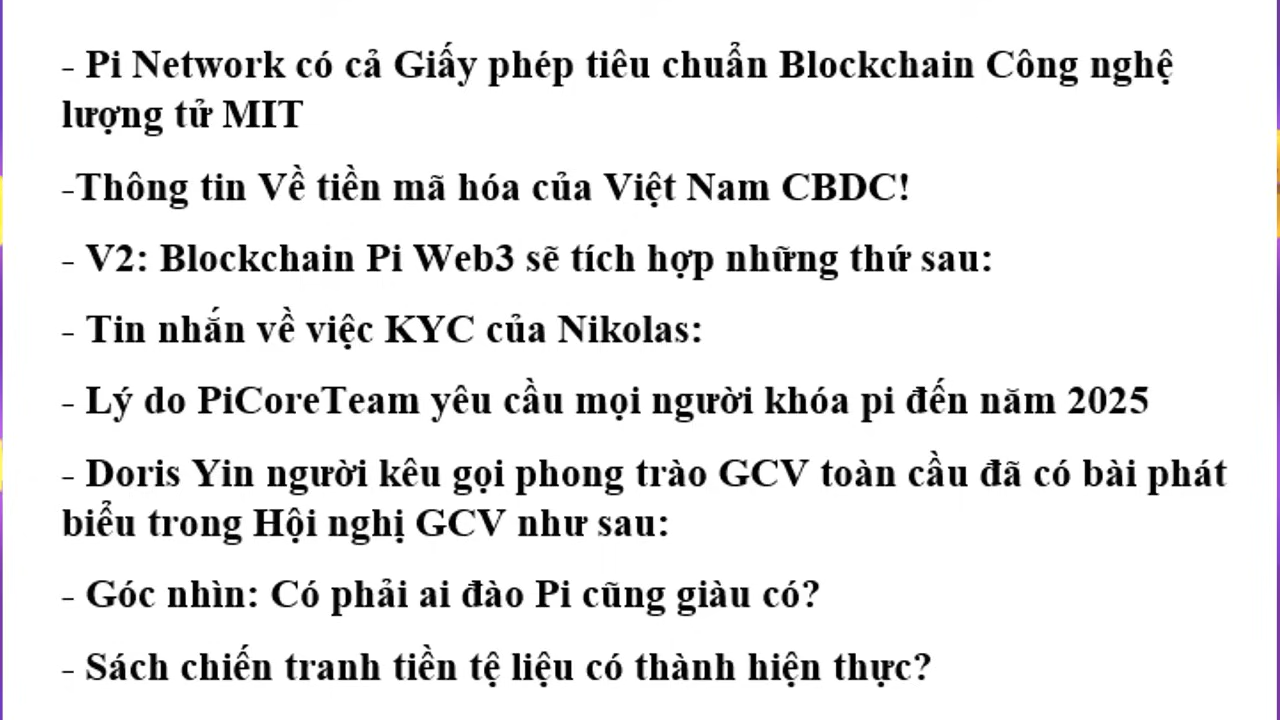 - Pi Network có cả Giấy phép tiêu chuẩn Blockchain Công nghệ
lượng tử MIT
-Thông tin Về tiền mã hóa của Việt Nam CBDC!
- V2: Blockchain Pi Web3 sẽ tích hợp những thứ sau:
- Tin nhắn về việc KYC của Nikolas:
- Lý do PiCoreTeam yêu cầu mọi người khóa pi đến năm 2025
- Doris Yin người kêu gọi phong trào GCV toàn cầu đã có bài phát
biểu trong Hội nghị GCV như sau:
- Góc nhìn: Có phải ai đào Pi cũng giàu có?
- Sách chiến tranh tiền tệ liệu có thành hiện thực?